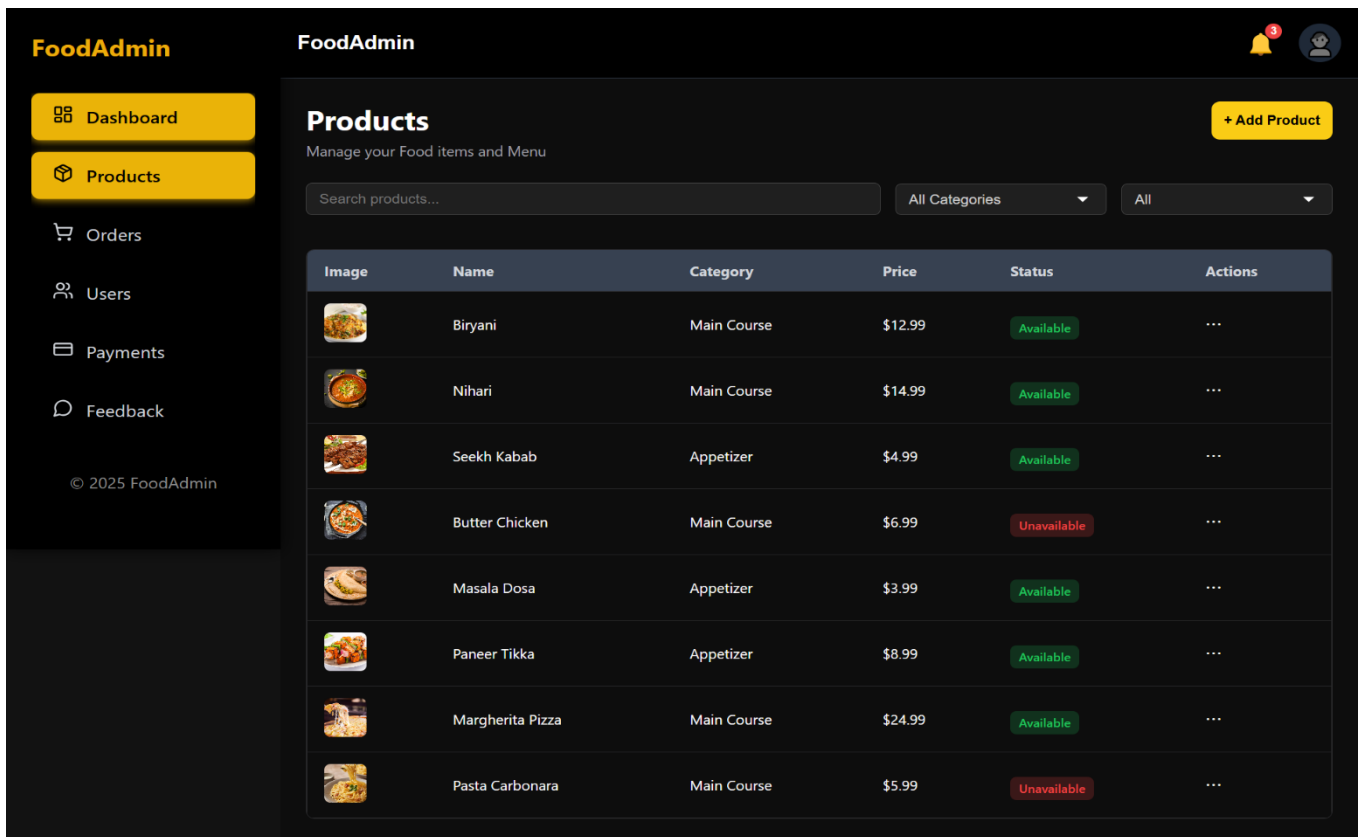 FoodAdmin
Dashboard
Products
Orders
Users
Payments
Feedback
© 2025 FoodAdmin
FoodAdmin
3
Products
+ Add Product
Manage your Food items and Menu
Search products... All Categories All
Image Name Category Price Status Actions
Biryani Main Course $12.99 Available ...
Nihari Main Course $14.99 Available ...
Seekh Kabab Appetizer $4.99 Available ...
Butter Chicken Main Course $6.99 Unavailable ...
Masala Dosa Appetizer $3.99 Available ...
Paneer Tikka Appetizer $8.99 Available ...
Margherita Pizza Main Course $24.99 Available ...
Pasta Carbonara Main Course $5.99 Unavailable ...